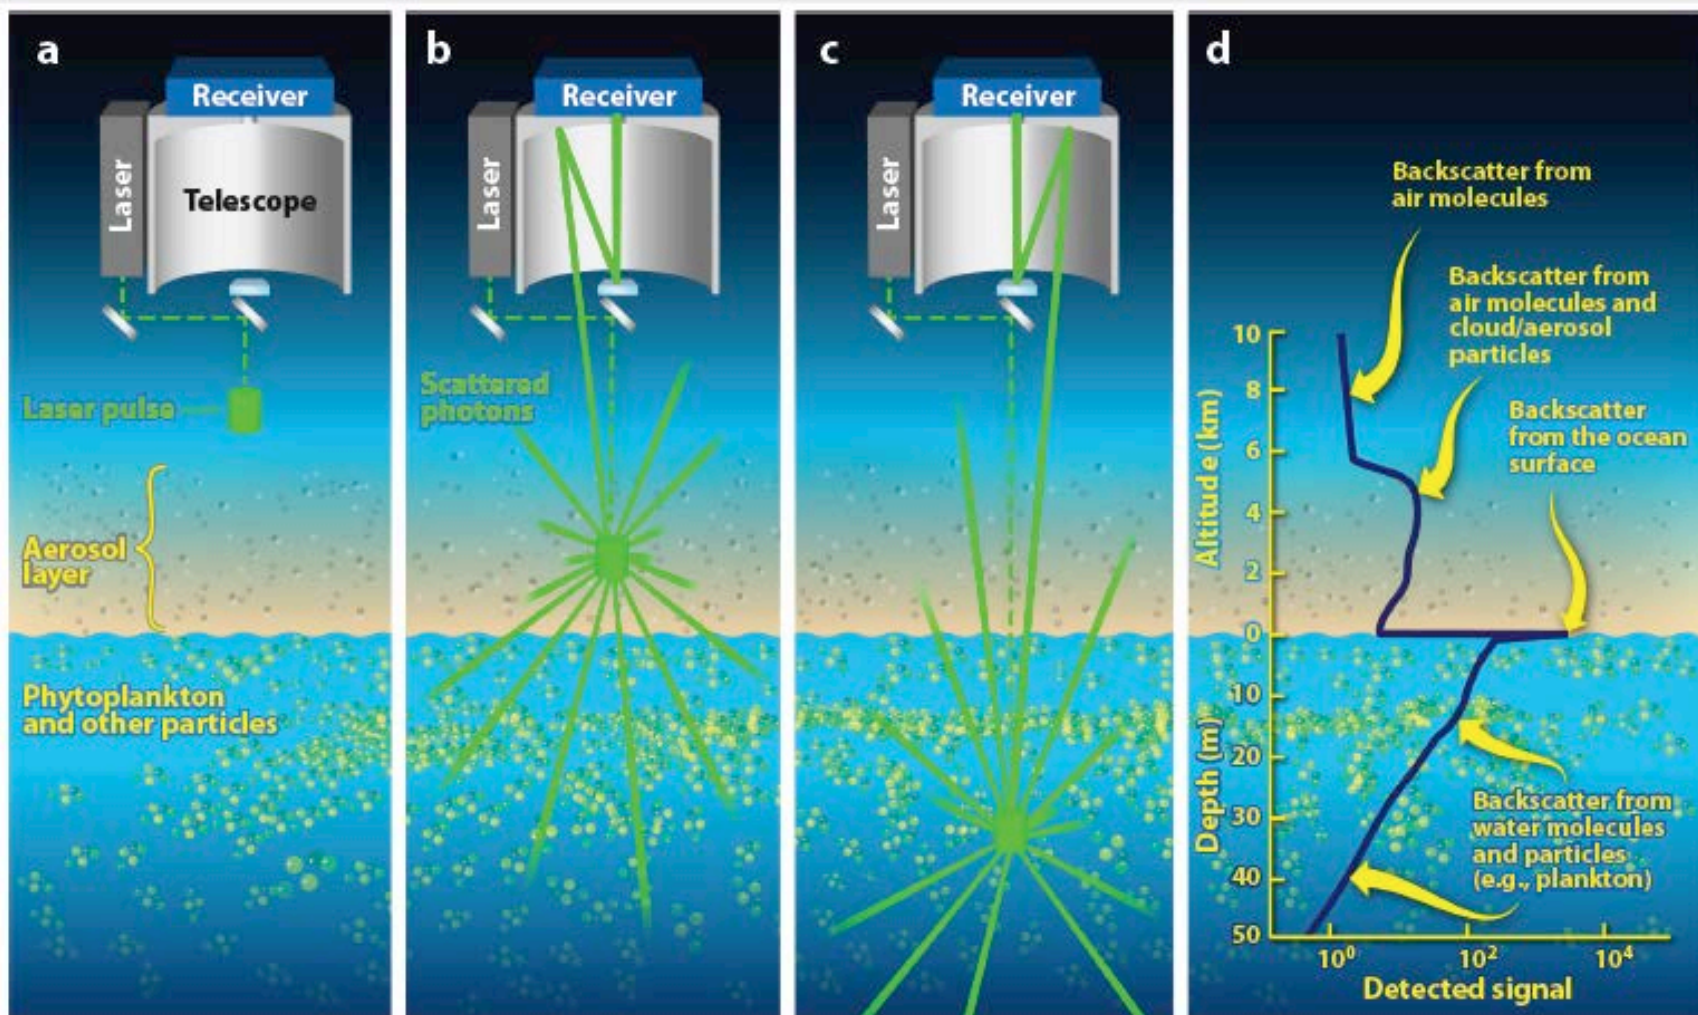 a
Receiver
Laser
Telescope
Laser pulse
Aerosol
layer
Phytoplankton
and other particles
b
Receiver
Laser
Scattered
photons
c
Receiver
Laser
d
Backscatter from
air molecules
Backscatter from
air molecules and
cloud/aerosol
particles
Backscatter
from the ocean
surface
Altitude (km)
10
8
6
4
2
0
Depth (m)
10
20
30
40
50
Backscatter from
water molecules
and particles
(e.g., plankton)
10⁰
10²
10⁴
Detected signal